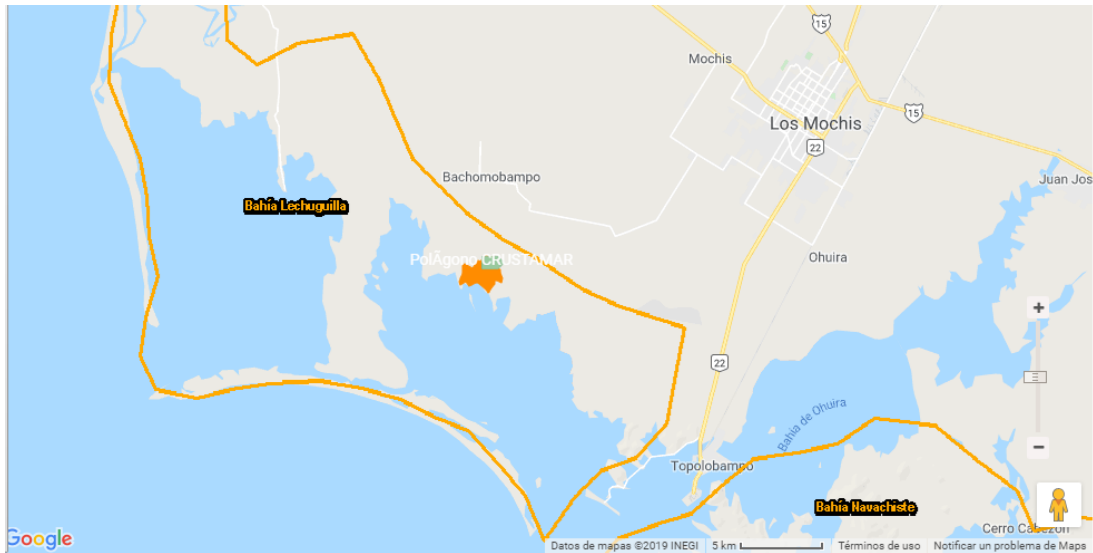 15
Mochis
Los Mochis
15
22
Bachomobampo
Juan Jos
Bahía Lechuguilla
PolÃgono CRUSTAMAR
Ohuira
+
22
Bahía de Ohuira
−
Topolobampo
Bahía Navachiste
Cerro Cabezón
Google
Datos de mapas ©2019 INEGI
5 km
Términos de uso
Notificar un problema de Maps